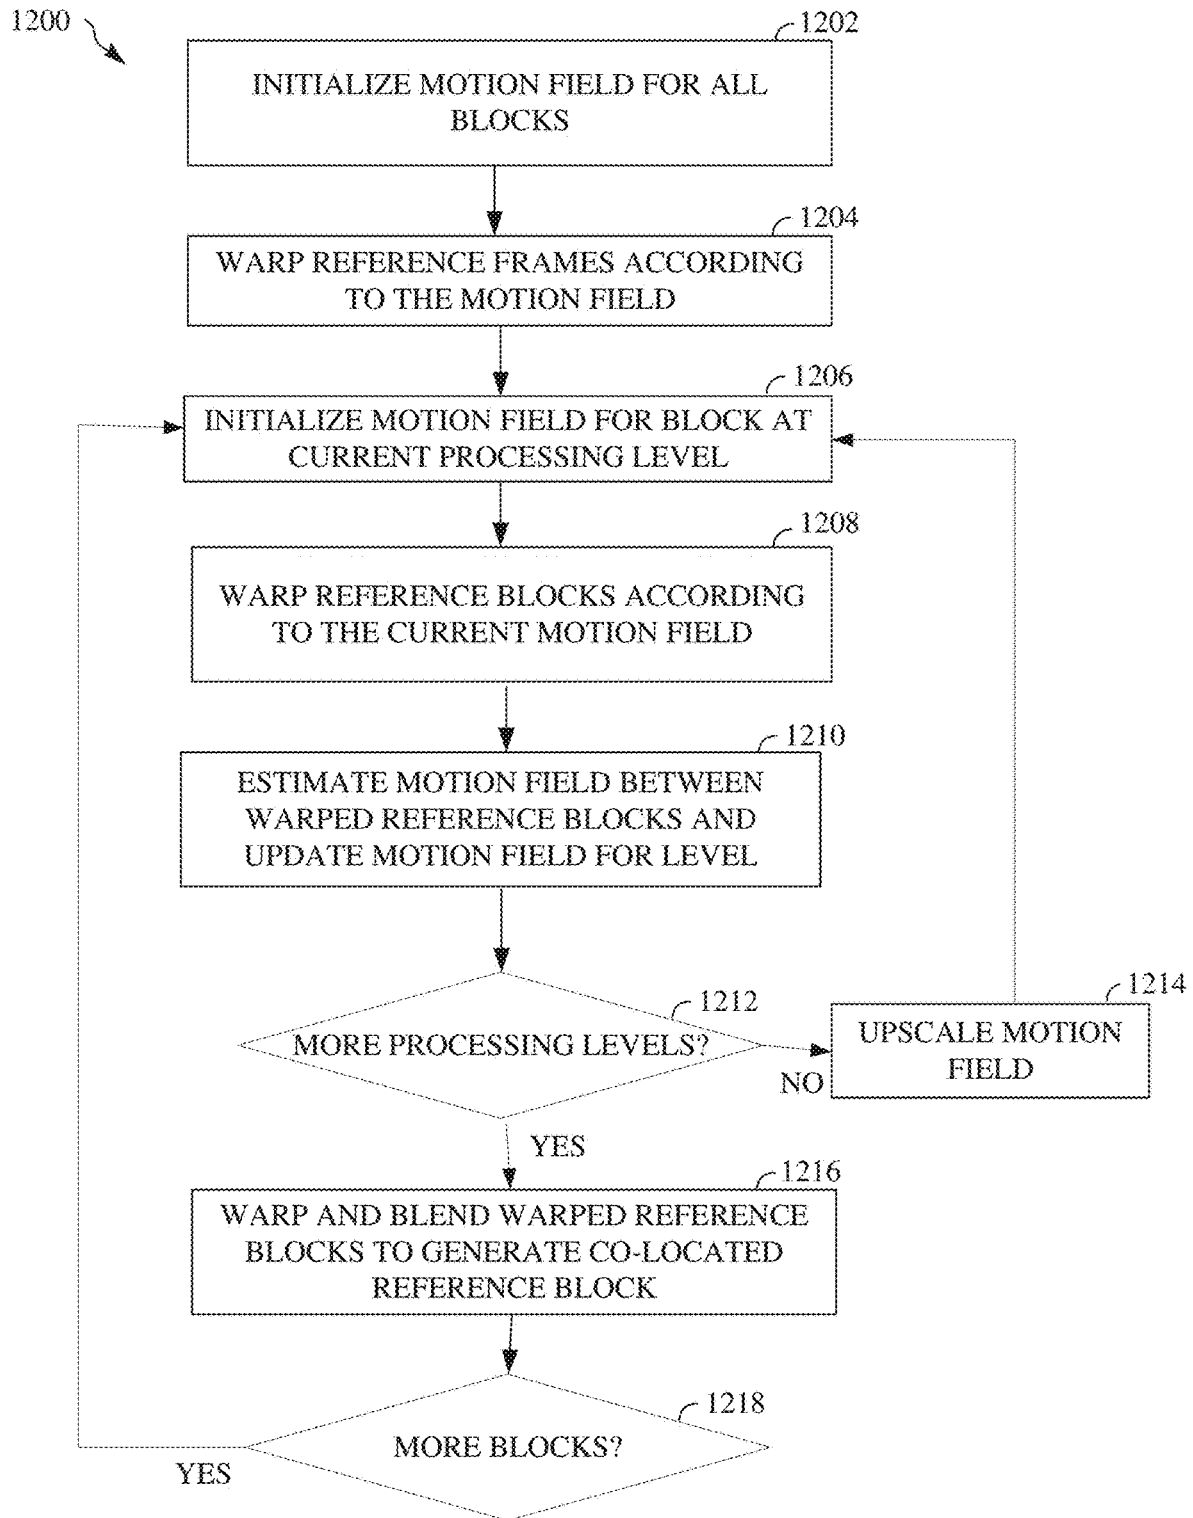 1200
1202
INITIALIZE MOTION FIELD FOR ALL
BLOCKS
1204
WARP REFERENCE FRAMES ACCORDING
TO THE MOTION FIELD
1206
INITIALIZE MOTION FIELD FOR BLOCK AT
CURRENT PROCESSING LEVEL
1208
WARP REFERENCE BLOCKS ACCORDING
TO THE CURRENT MOTION FIELD
1210
ESTIMATE MOTION FIELD BETWEEN
WARPED REFERENCE BLOCKS AND
UPDATE MOTION FIELD FOR LEVEL
1212
MORE PROCESSING LEVELS?
NO
1214
UPSCALE MOTION
FIELD
YES
1216
WARP AND BLEND WARPED REFERENCE
BLOCKS TO GENERATE CO-LOCATED
REFERENCE BLOCK
1218
MORE BLOCKS?
YES